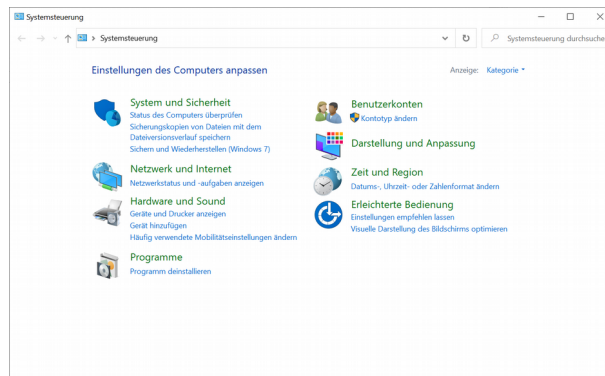 Systemsteuerung
Systemsteuerung
Systemsteuerung durchsuche
Einstellungen des Computers anpassen
Anzeige: Kategorie
System und Sicherheit
Status des Computers überprüfen
Sicherungskopien von Dateien mit dem
Dateiversionsverlauf speichern
Sichern und Wiederherstellen (Windows 7)
Netzwerk und Internet
Netzwerkstatus und -aufgaben anzeigen
Hardware und Sound
Geräte und Drucker anzeigen
Gerät hinzufügen
Häufig verwendete Mobilitätseinstellungen ändern
Programme
Programm deinstallieren
Benutzerkonten
Kontotyp ändern
Darstellung und Anpassung
Zeit und Region
Datums-, Uhrzeit- oder Zahlenformat ändern
Erleichterte Bedienung
Einstellungen empfehlen lassen
Visuelle Darstellung des Bildschirms optimieren